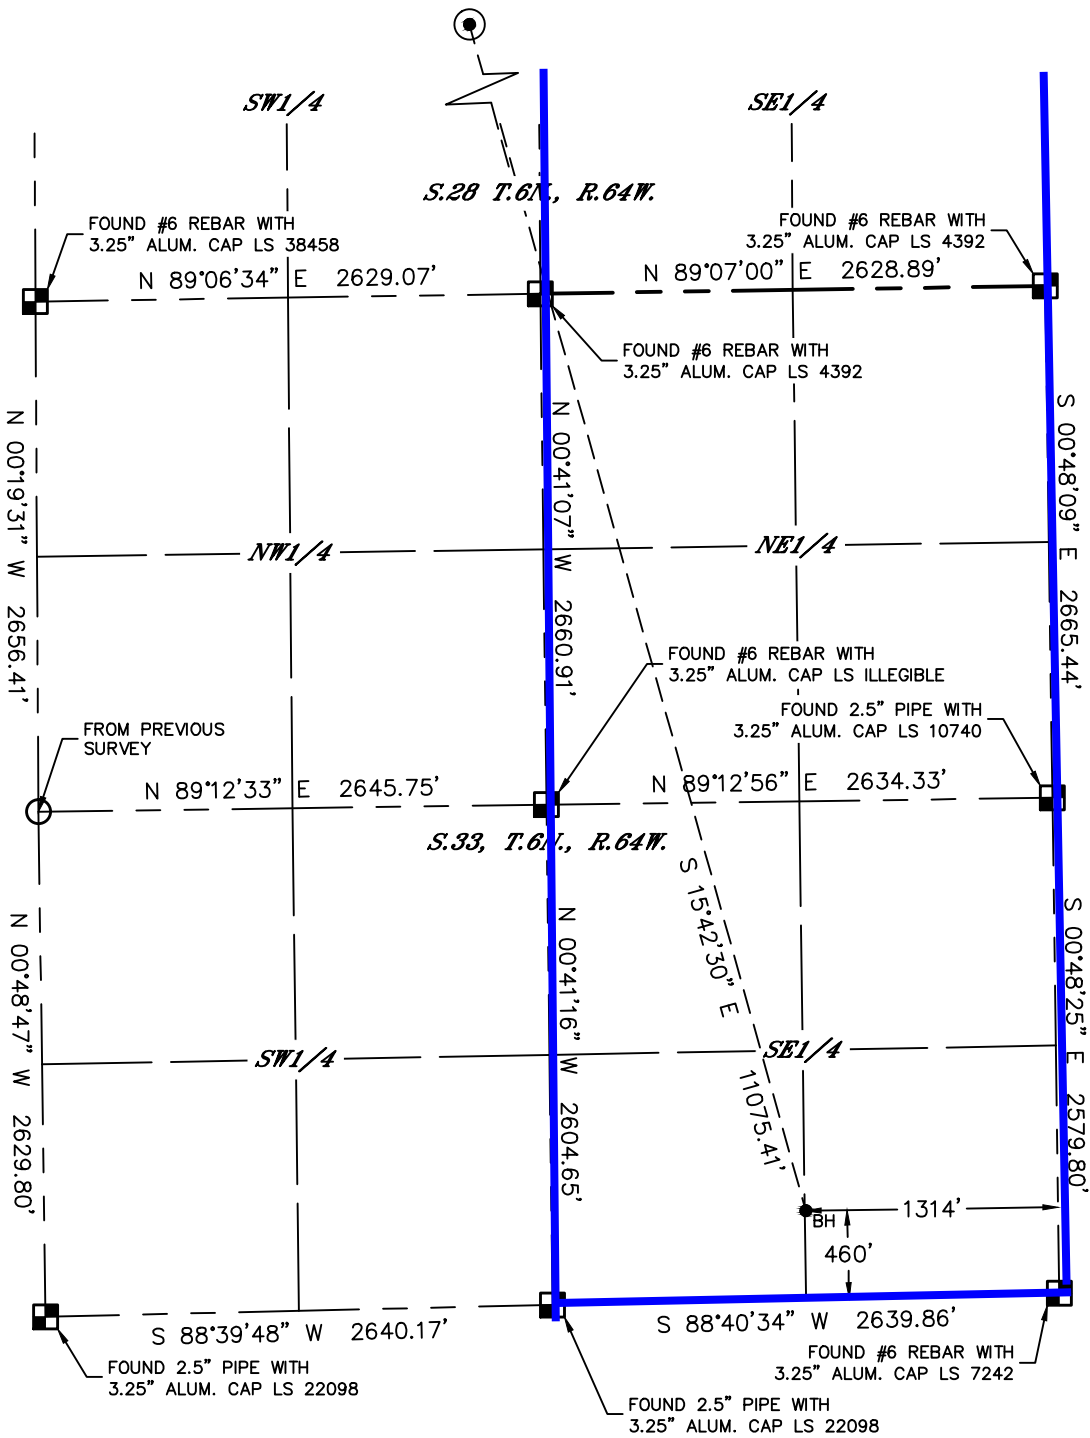 SW1/4
SE1/4
S.28 T.6N., R.64W.
FOUND #6 REBAR WITH
3.25" ALUM. CAP LS 38458
FOUND #6 REBAR WITH
3.25" ALUM. CAP LS 4392
N 89°06'34" E 2629.07'
N 89°07'00" E 2628.89'
FOUND #6 REBAR WITH
3.25" ALUM. CAP LS 4392
N 00°19'31" W 2656.41'
N 00°41'07" W 2660.91'
S 00°48'09" E 2665.44'
NW1/4
NE1/4
FOUND #6 REBAR WITH
3.25" ALUM. CAP LS ILLEGIBLE
FOUND 2.5" PIPE WITH
3.25" ALUM. CAP LS 10740
FROM PREVIOUS
SURVEY
N 89°12'33" E 2645.75'
N 89°12'56" E 2634.33'
S.33, T.6N., R.64W.
S 15°42'30" E 11075.41'
N 00°48'47" W 2629.80'
N 00°41'16" W 2604.65'
S 00°48'25" E 2579.80'
SW1/4
SE1/4
BH
1314'
460'
S 88°39'48" W 2640.17'
S 88°40'34" W 2639.86'
FOUND 2.5" PIPE WITH
3.25" ALUM. CAP LS 22098
FOUND #6 REBAR WITH
3.25" ALUM. CAP LS 7242
FOUND 2.5" PIPE WITH
3.25" ALUM. CAP LS 22098